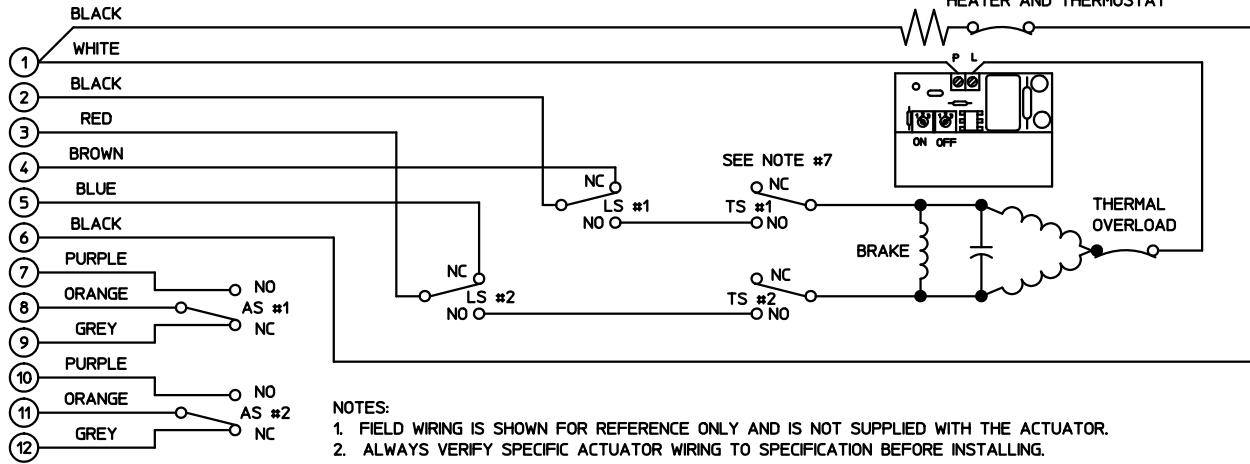 HEATER AND THERMOSTAT
BLACK
WHITE
1
P L
BLACK
2
RED
3
ON OFF
BROWN
4
SEE NOTE #7
NC
NC
BLUE
5
LS #1
TS #1
NO
NO
THERMAL
OVERLOAD
BLACK
6
BRAKE
PURPLE
7
NC
NC
ORANGE
8
NO
AS #1
NC
LS #2
TS #2
NO
NO
GREY
9
PURPLE
10
NO
ORANGE
11
AS #2
NC
GREY
12
NOTES:
1. FIELD WIRING IS SHOWN FOR REFERENCE ONLY AND IS NOT SUPPLIED WITH THE ACTUATOR.
2. ALWAYS VERIFY SPECIFIC ACTUATOR WIRING TO SPECIFICATION BEFORE INSTALLING.